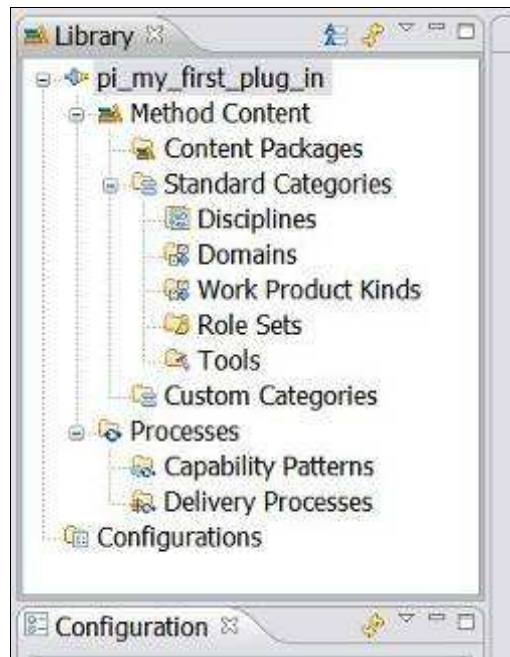 Library
pi_my_first_plug_in
Method Content
Content Packages
Standard Categories
Disciplines
Domains
Work Product Kinds
Role Sets
Tools
Custom Categories
Processes
Capability Patterns
Delivery Processes
Configurations
Configuration